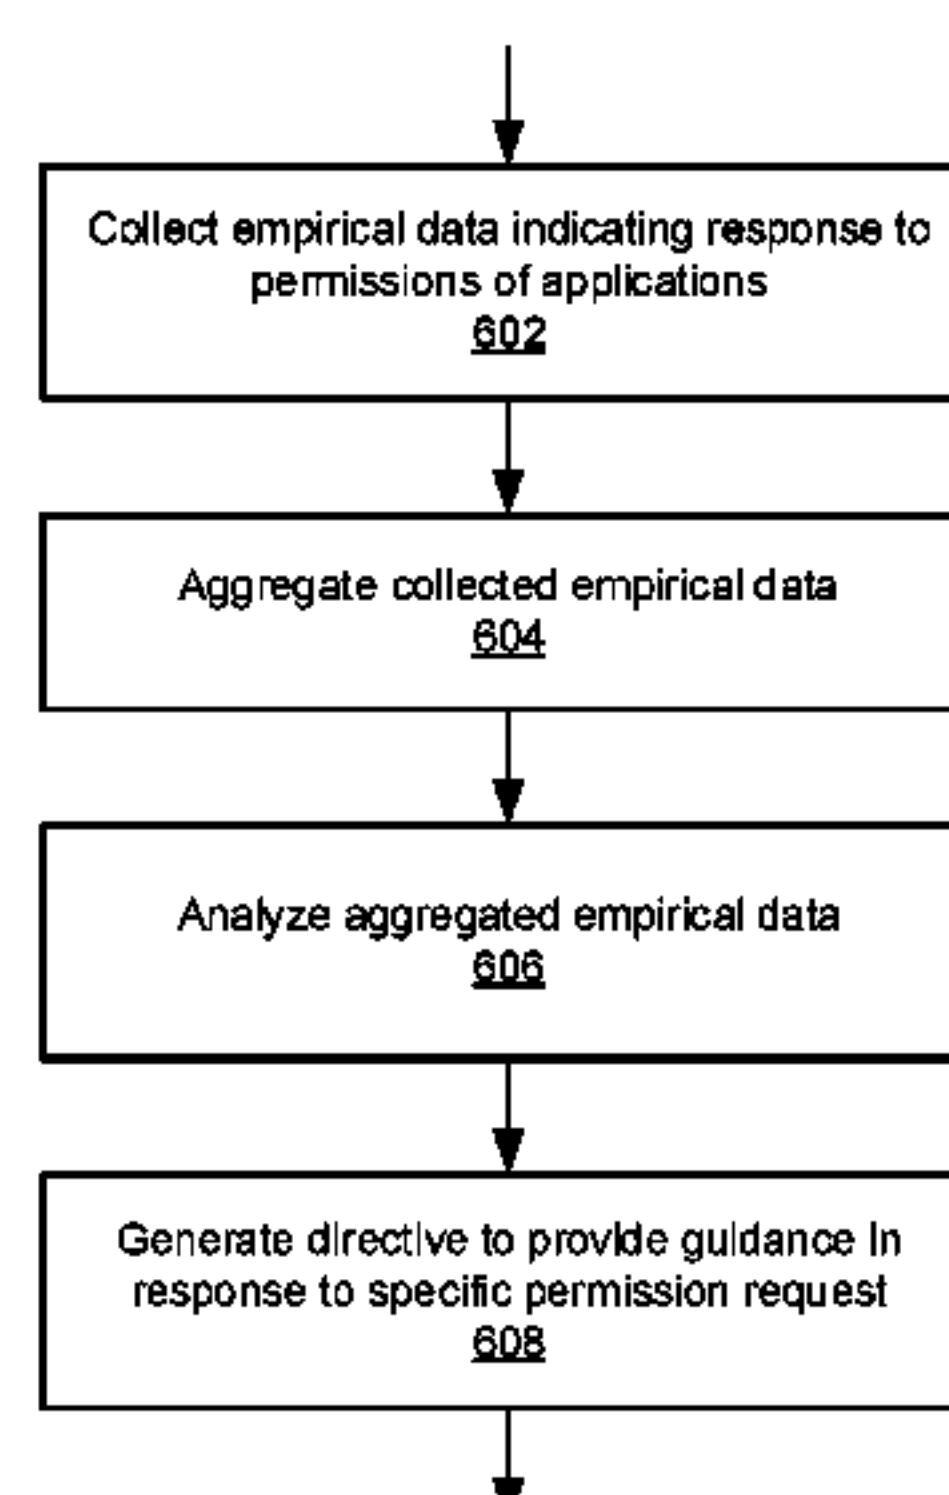 Collect empirical data indicating response to
permissions of applications
602
Aggregate collected empirical data
604
Analyze aggregated empirical data
606
Generate directive to provide guidance in
response to specific permission request
608